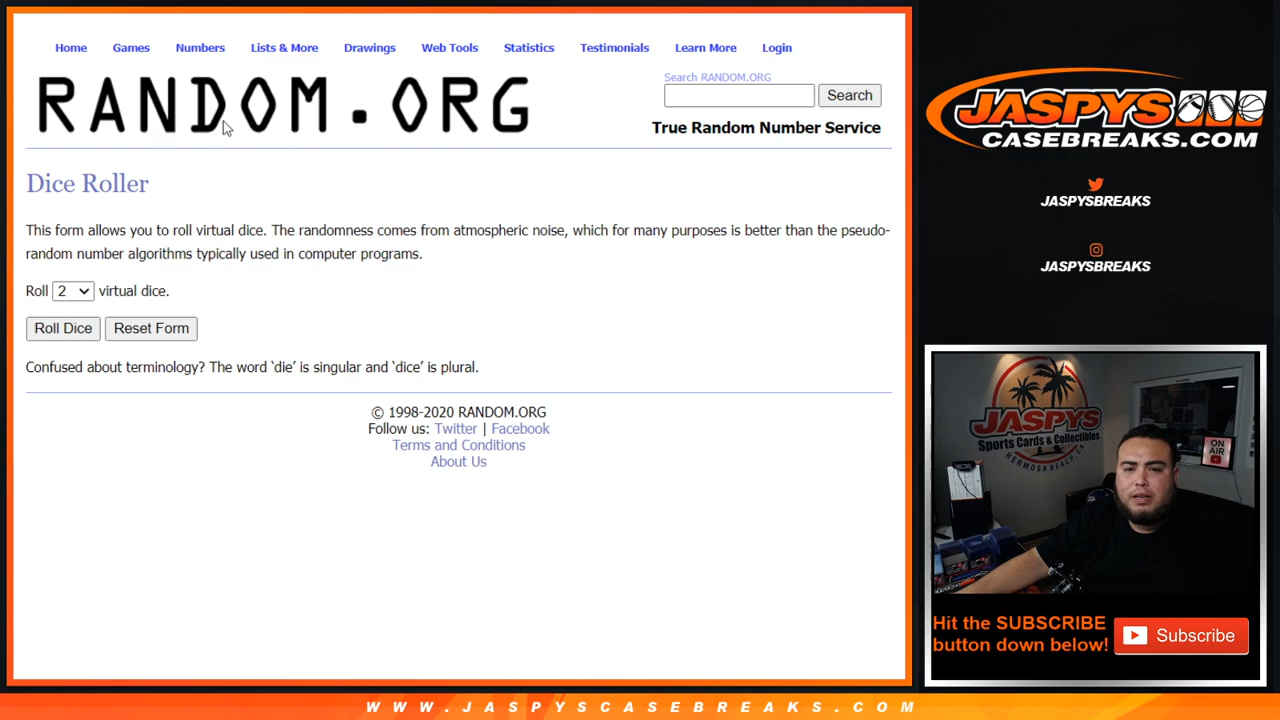 Home Games Numbers Lists & More Drawings Web Tools Statistics Testimonials Learn More Login
RANDOM.ORG
Search RANDOM.ORG
Search
True Random Number Service
Dice Roller
This form allows you to roll virtual dice. The randomness comes from atmospheric noise, which for many purposes is better than the pseudo-
random number algorithms typically used in computer programs.
Roll 2 virtual dice.
Roll Dice Reset Form
Confused about terminology? The word ‘die’ is singular and ‘dice’ is plural.
© 1998-2020 RANDOM.ORG
Follow us: Twitter | Facebook
Terms and Conditions
About Us
JASPYS
CASEBREAKS.COM
JASPYSBREAKS
JASPYSBREAKS
JASPYS
Sports Cards & Collectibles
HERMOSA BEACH, CA
ON
AIR
Hit the SUBSCRIBE
button down below!
Subscribe
WWW.JASPYSCASEBREAKS.COM